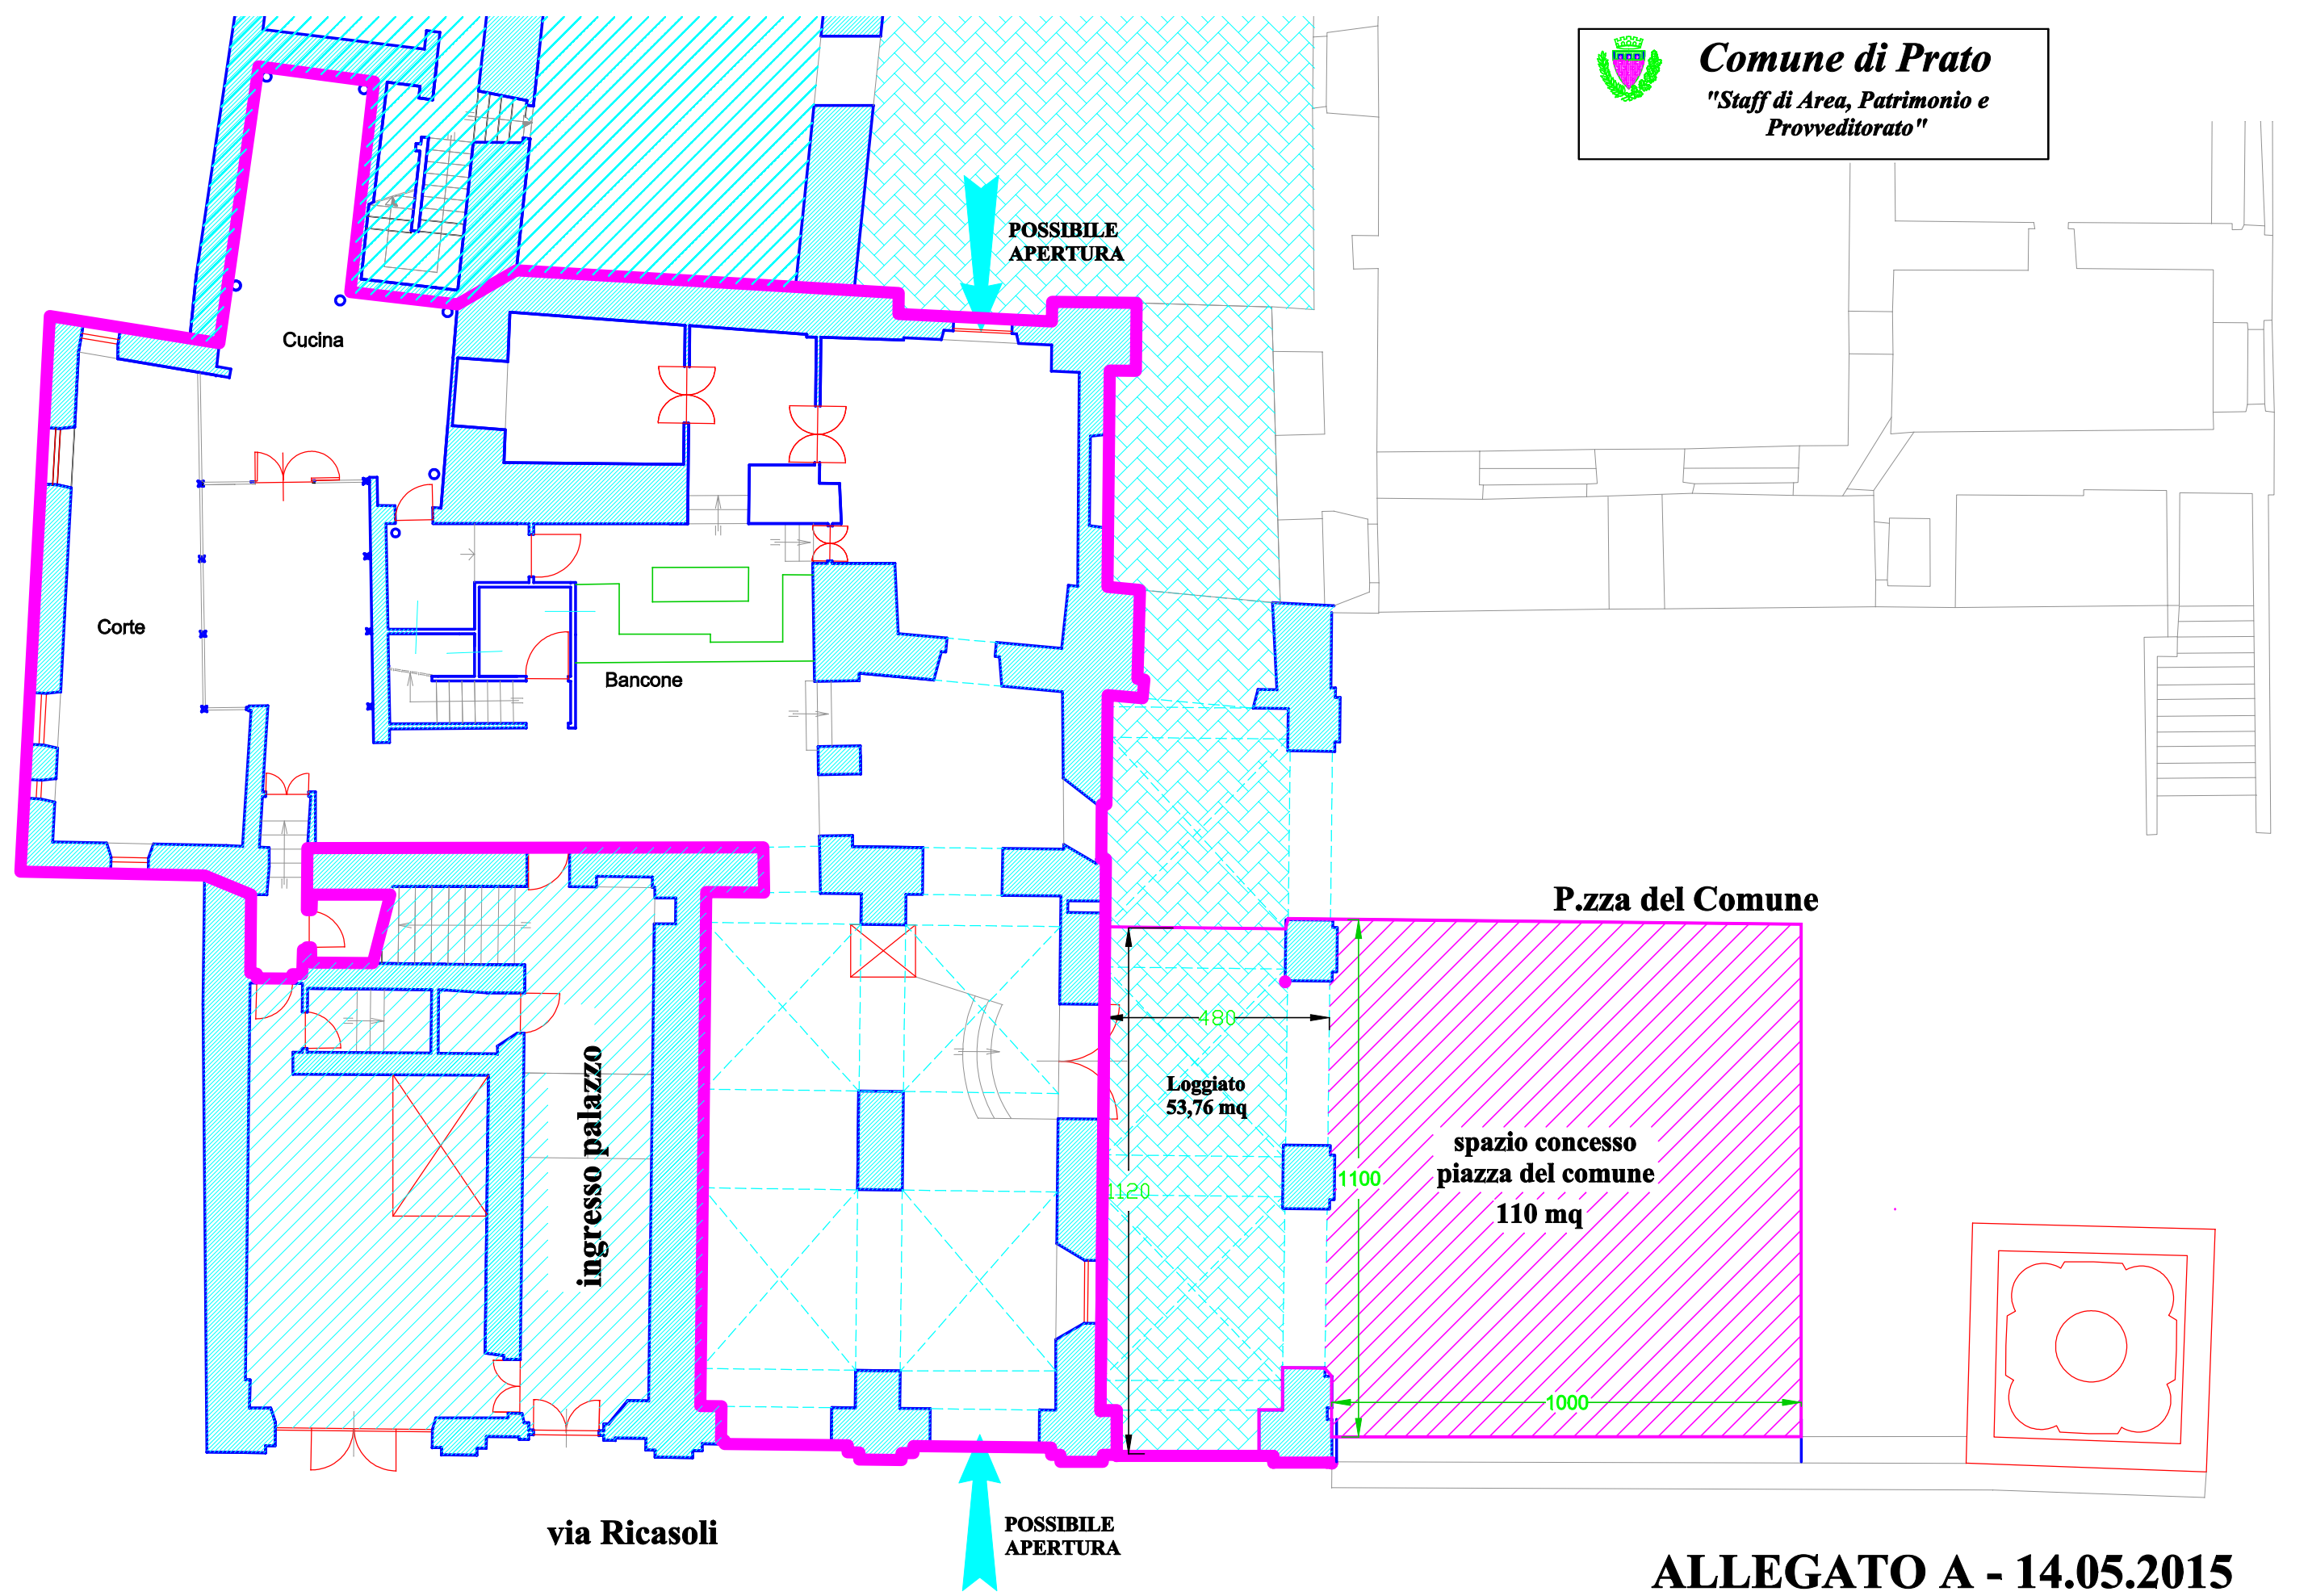 Comune di Prato
"Staff di Area, Patrimonio e
Provveditorato"
POSSIBILE
APERTURA
Cucina
Corte
Bancone
P.zza del Comune
480
Loggiato
53,76 mq
spazio concesso
piazza del comune
110 mq
1100
1120
ingresso palazzo
1000
via Ricasoli
POSSIBILE
APERTURA
ALLEGATO A - 14.05.2015